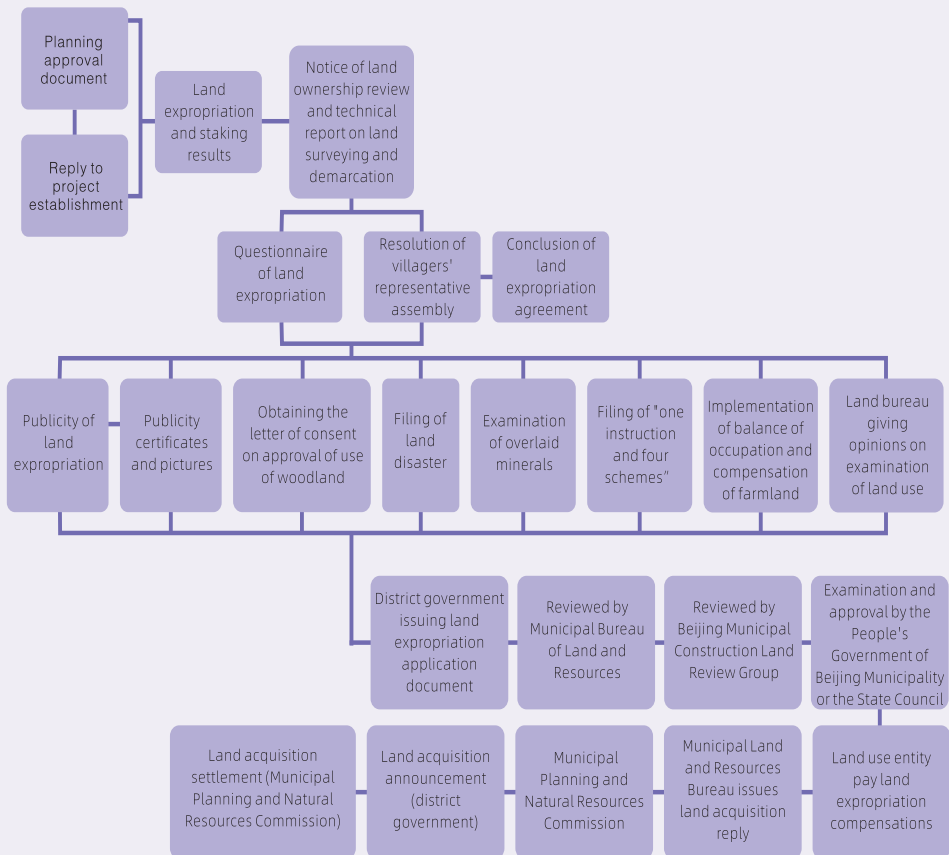 Planning
approval
document
Reply to
project
establishment
Land
expropriation
and staking
results
Notice of land
ownership review
and technical
report on land
surveying and
demarcation
Questionnaire
of land
expropriation
Resolution of
villagers'
representative
assembly
Conclusion of
land
expropriation
agreement
Publicity of
land
expropriation
Publicity
certificates
and pictures
Obtaining the
letter of consent
on approval of use
of woodland
Filing of
land
disaster
Examination
of overlaid
minerals
Filing of "one
instruction
and four
schemes"
Implementation
of balance of
occupation and
compensation
of farmland
Land bureau
giving
opinions on
examination
of land use
District government
issuing land
expropriation
application
document
Reviewed by
Municipal Bureau
of Land and
Resources
Reviewed by
Beijing Municipal
Construction Land
Review Group
Examination and
approval by the
People's
Government of
Beijing Municipality
or the State Council
Land use entity
pay land
expropriation
compensations
Municipal Land
and Resources
Bureau issues
land acquisition
reply
Municipal
Planning and
Natural Resources
Commission
Land acquisition
announcement
(district
government)
Land acquisition
settlement (Municipal
Planning and Natural
Resources Commission)